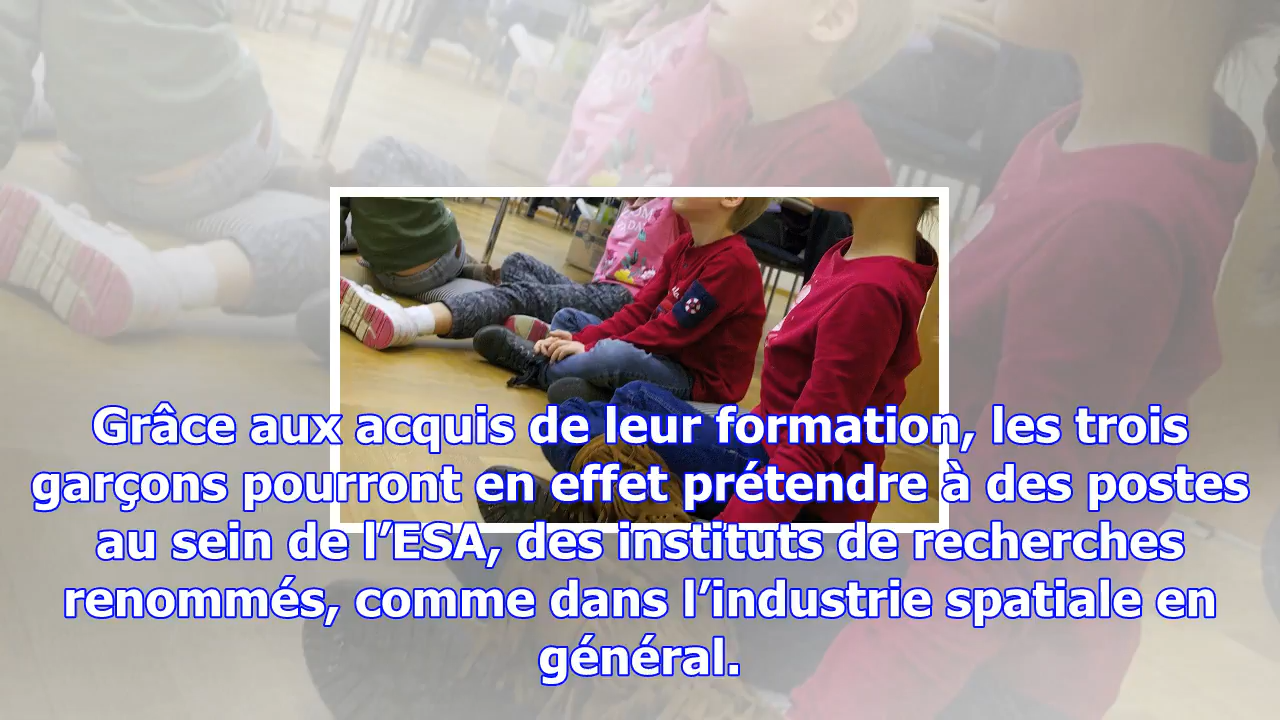 Grâce aux acquis de leur formation, les trois
garçons pourront en effet prétendre à des postes
au sein de l’ESA, des instituts de recherches
renommés, comme dans l’industrie spatiale en
général.